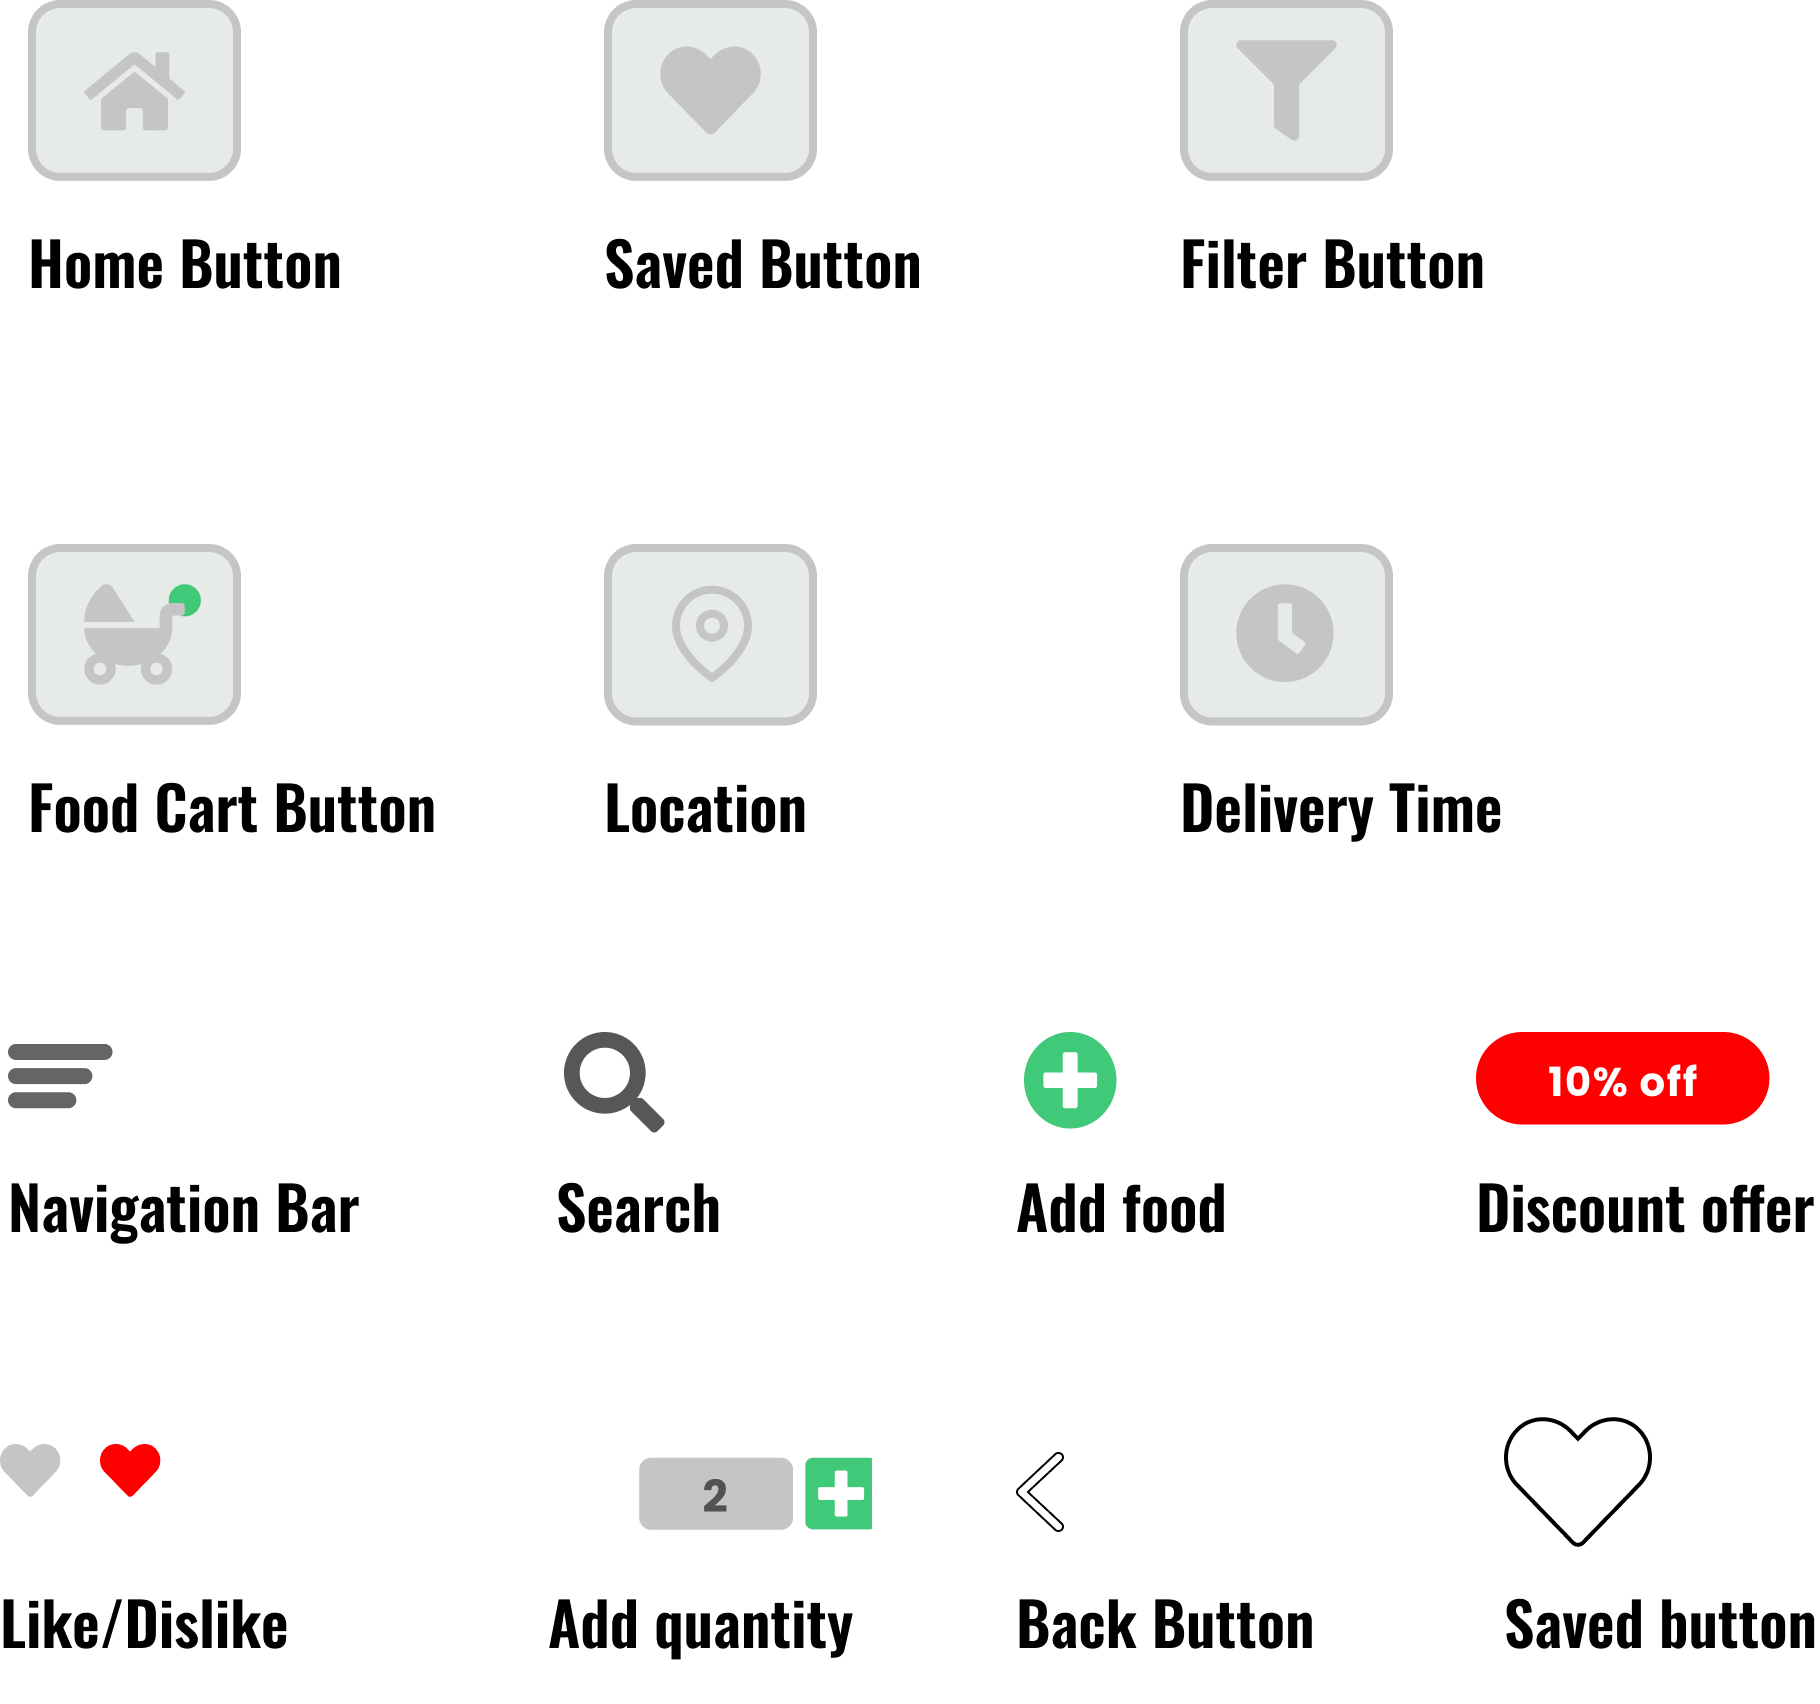 Home Button
Saved Button
Filter Button
Food Cart Button
Location
Delivery Time
10% off
Navigation Bar
Search
Add food
Discount offer
2
Like/Dislike
Add quantity
Back Button
Saved button